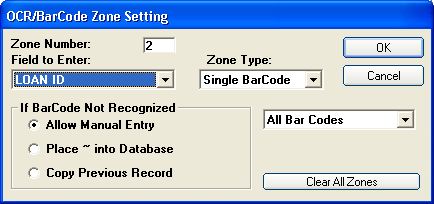 OCR/BarCode Zone Setting
Zone Number: 2
Field to Enter:
LOAN ID
Zone Type:
Single BarCode
OK
Cancel
If BarCode Not Recognized
Allow Manual Entry
Place ~ into Database
Copy Previous Record
All Bar Codes
Clear All Zones